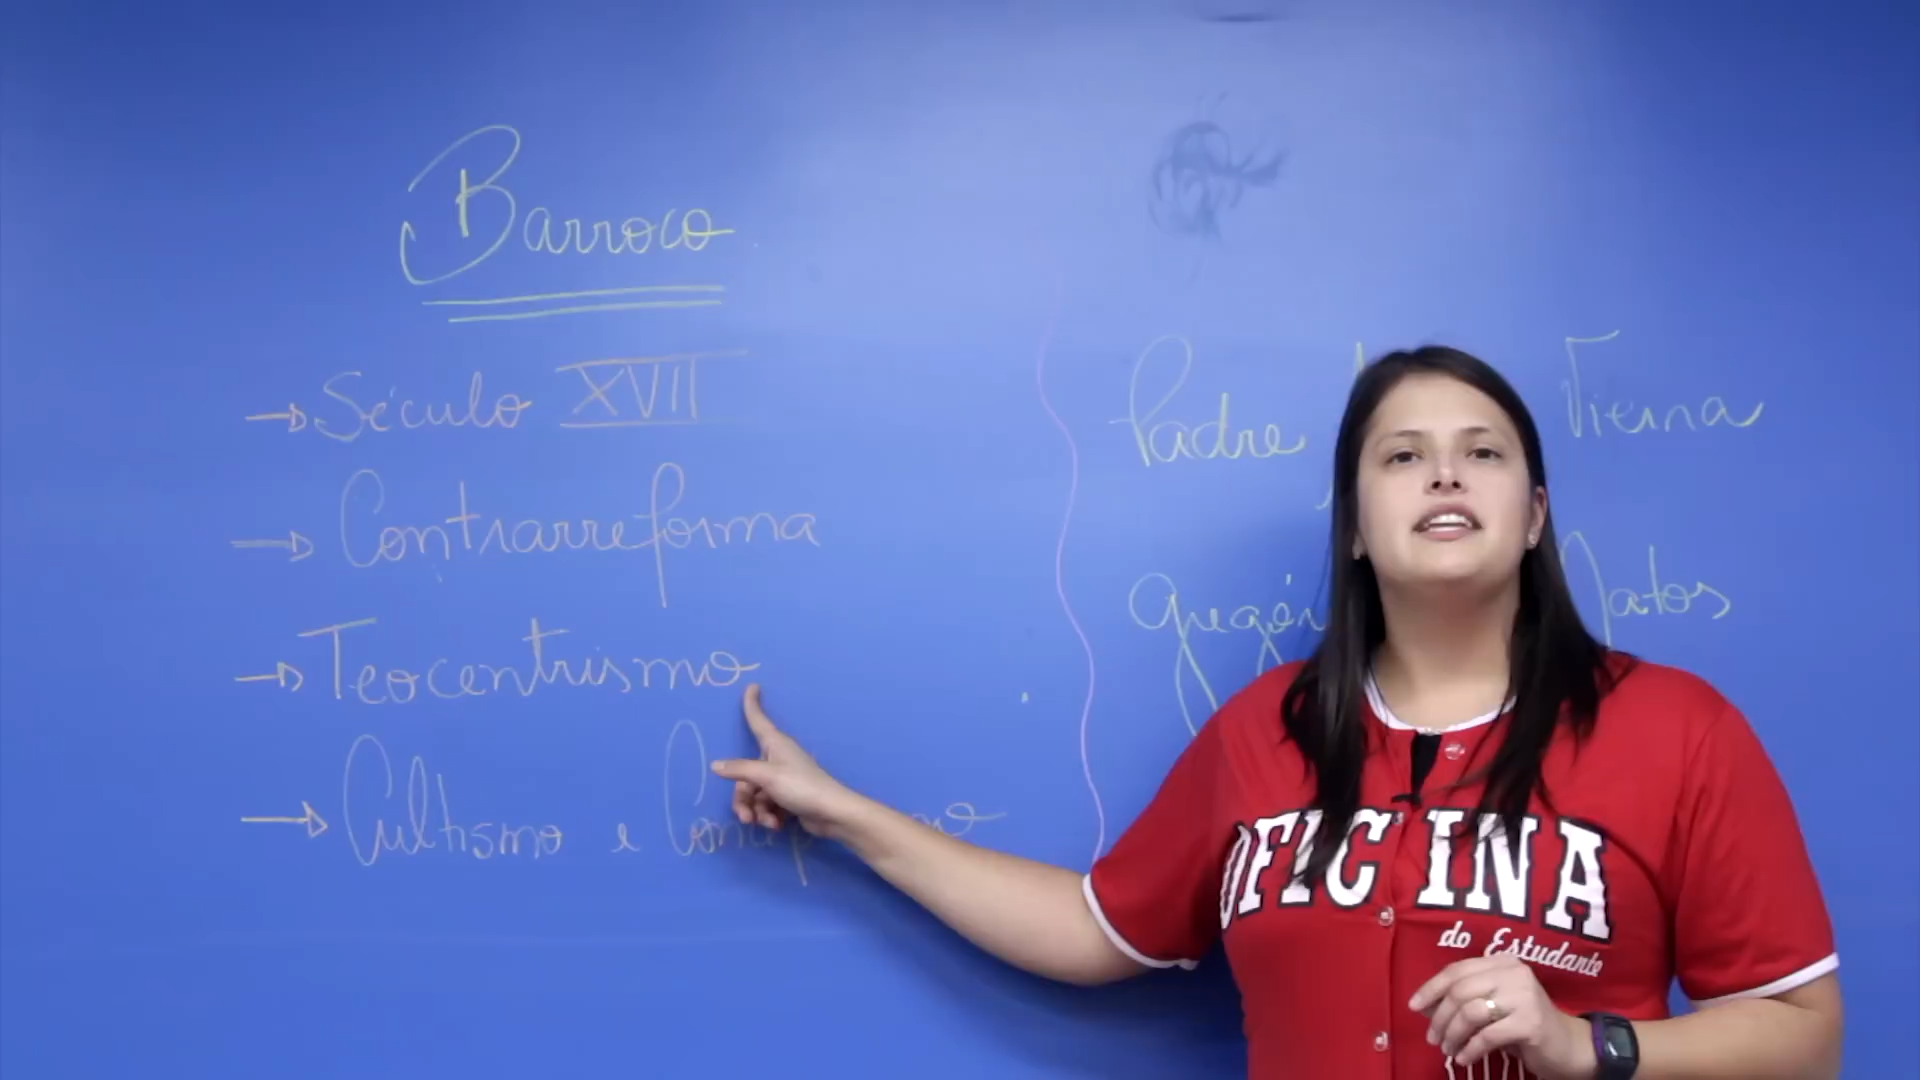 Barroco
→ Século XVII
→ Contrarreforma
→ Teocentrismo
→ Cultismo e
Padre Vieira
OFICINA
do Estudante